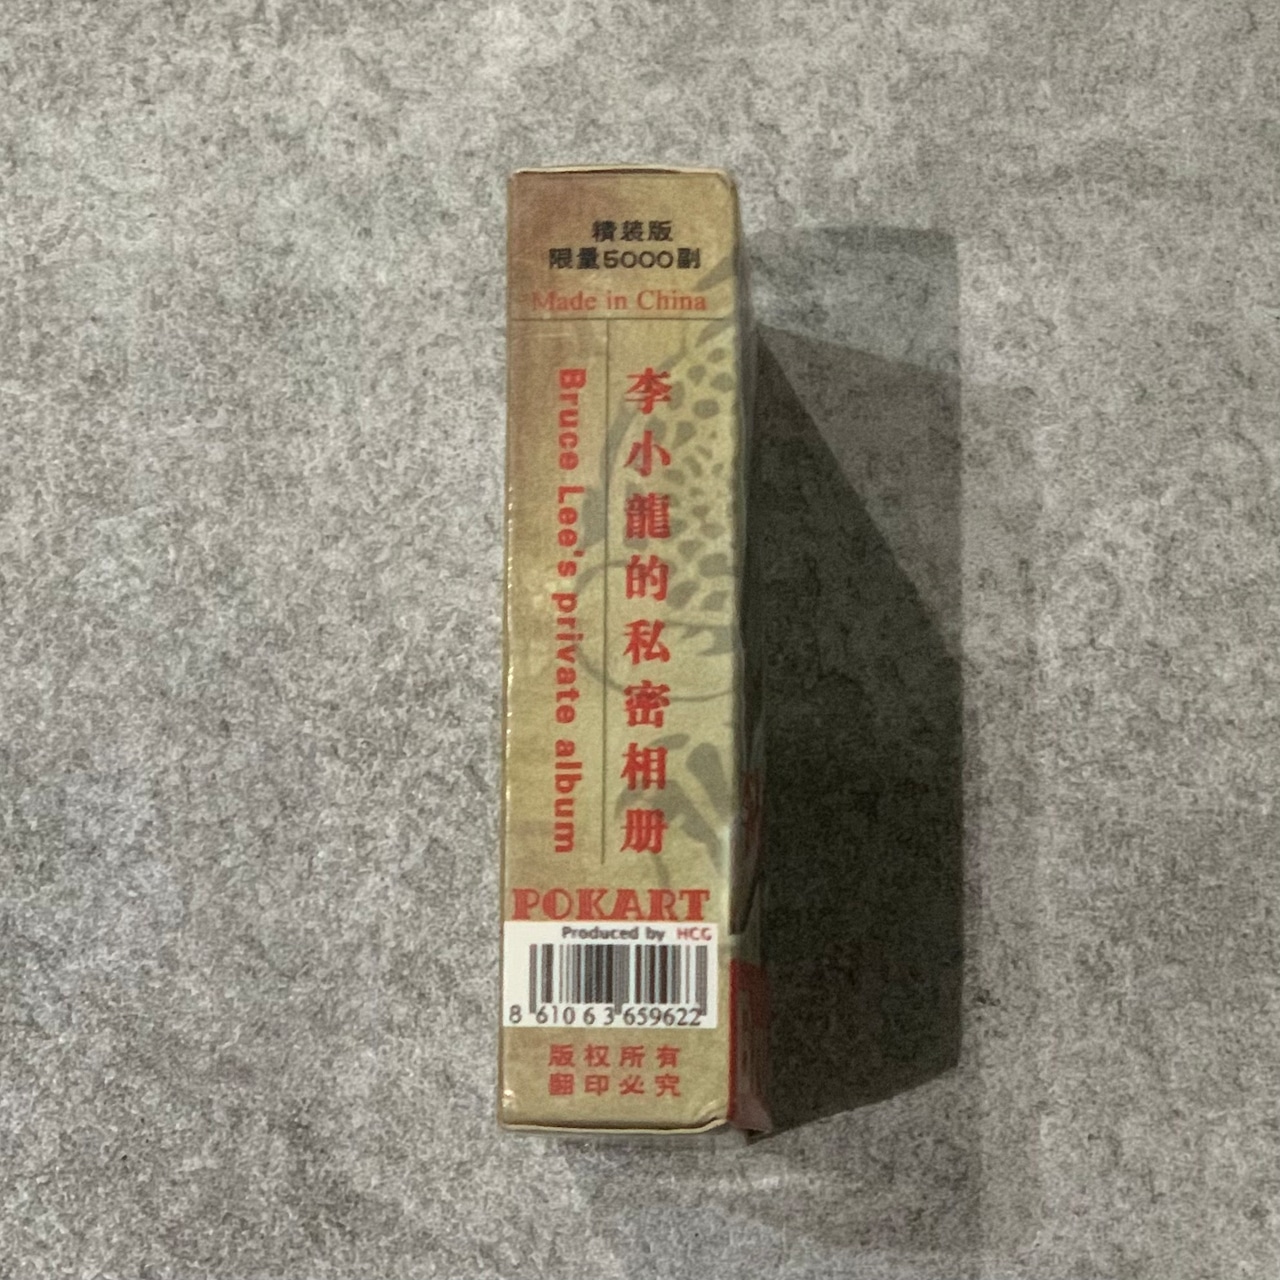 精装版
限量5000副
Made in China
李小龍的私密相册
Bruce Lee's private album
POKART
Produced by HCG
8 610 6 3 659622
版权所有
翻印必究